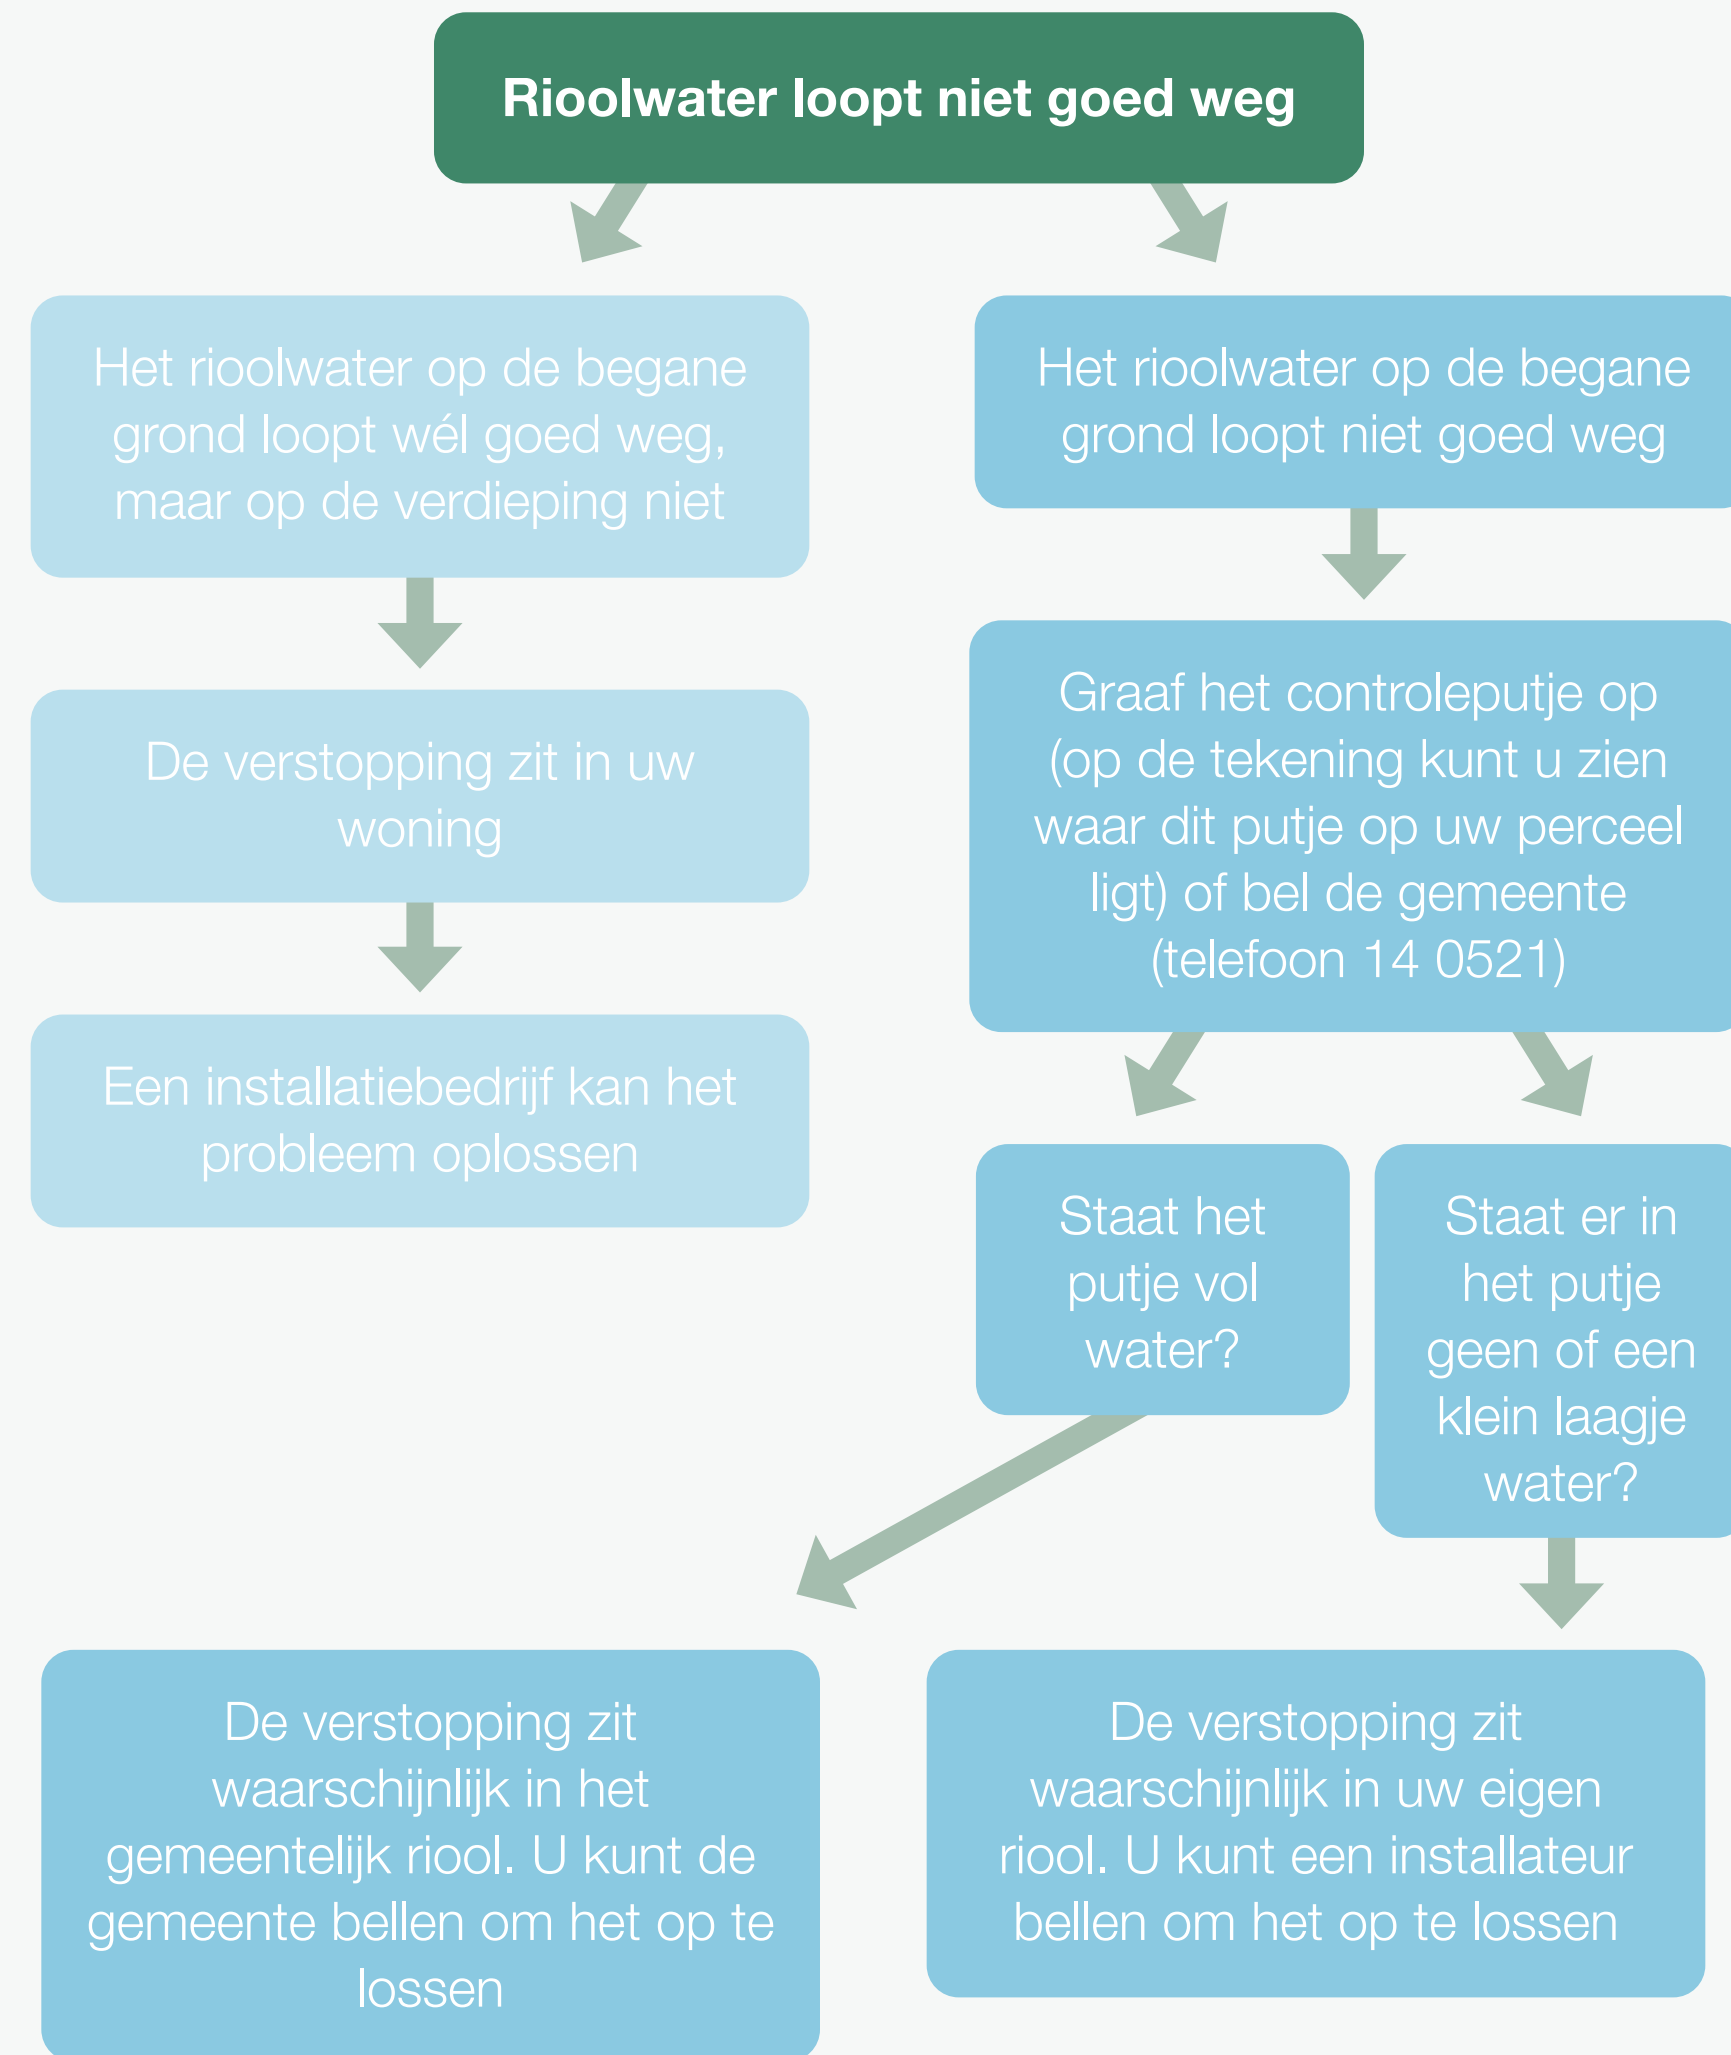 Rioolwater loopt niet goed weg
Het rioolwater op de begane
grond loopt wél goed weg,
maar op de verdieping niet
De verstopping zit in uw
woning
Een installatiebedrijf kan het
probleem oplossen
Het rioolwater op de begane
grond loopt niet goed weg
Graaf het controleputje op
(op de tekening kunt u zien
waar dit putje op uw perceel
ligt) of bel de gemeente
(telefoon 14 0521)
Staat het
putje vol
water?
Staat er in
het putje
geen of een
klein laagje
water?
De verstopping zit
waarschijnlijk in het
gemeentelijk riool. U kunt de
gemeente bellen om het op te
lossen
De verstopping zit
waarschijnlijk in uw eigen
riool. U kunt een installateur
bellen om het op te lossen